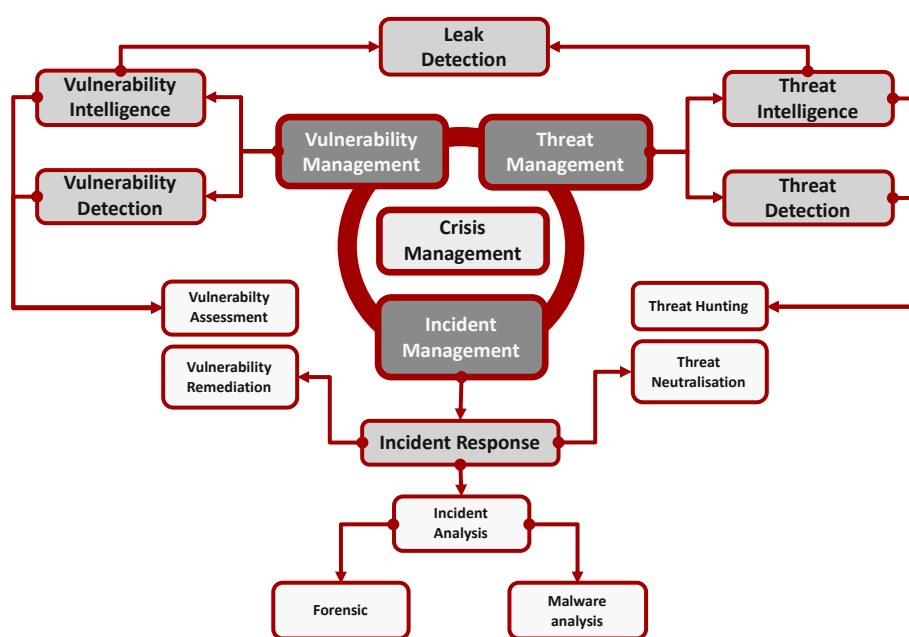 Leak
Detection
Vulnerability
Intelligence
Threat
Intelligence
Vulnerability
Management
Threat
Management
Vulnerability
Detection
Threat
Detection
Crisis
Management
Vulnerabilty
Assessment
Threat Hunting
Incident
Management
Vulnerability
Remediation
Threat
Neutralisation
Incident Response
Incident
Analysis
Forensic
Malware
analysis